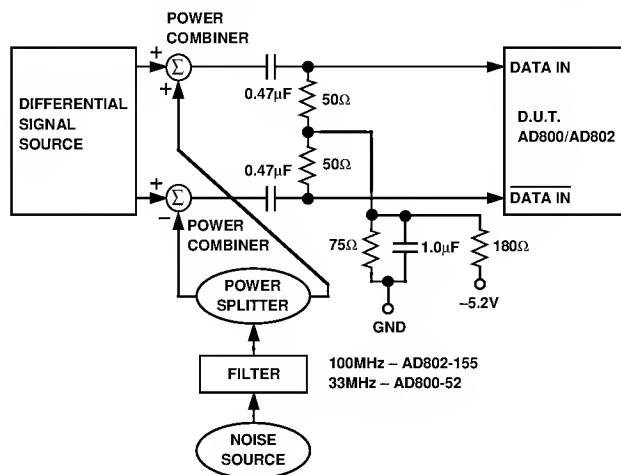 POWER
COMBINER
+
Σ
+
0.47µF
50Ω
DATA IN
DIFFERENTIAL
SIGNAL
SOURCE
D.U.T.
AD800/AD802
0.47µF
50Ω
+
Σ
–
DATA IN
POWER
COMBINER
75Ω
1.0µF
180Ω
–5.2V
GND
POWER
SPLITTER
FILTER
100MHz – AD802-155
33MHz – AD800-52
NOISE
SOURCE